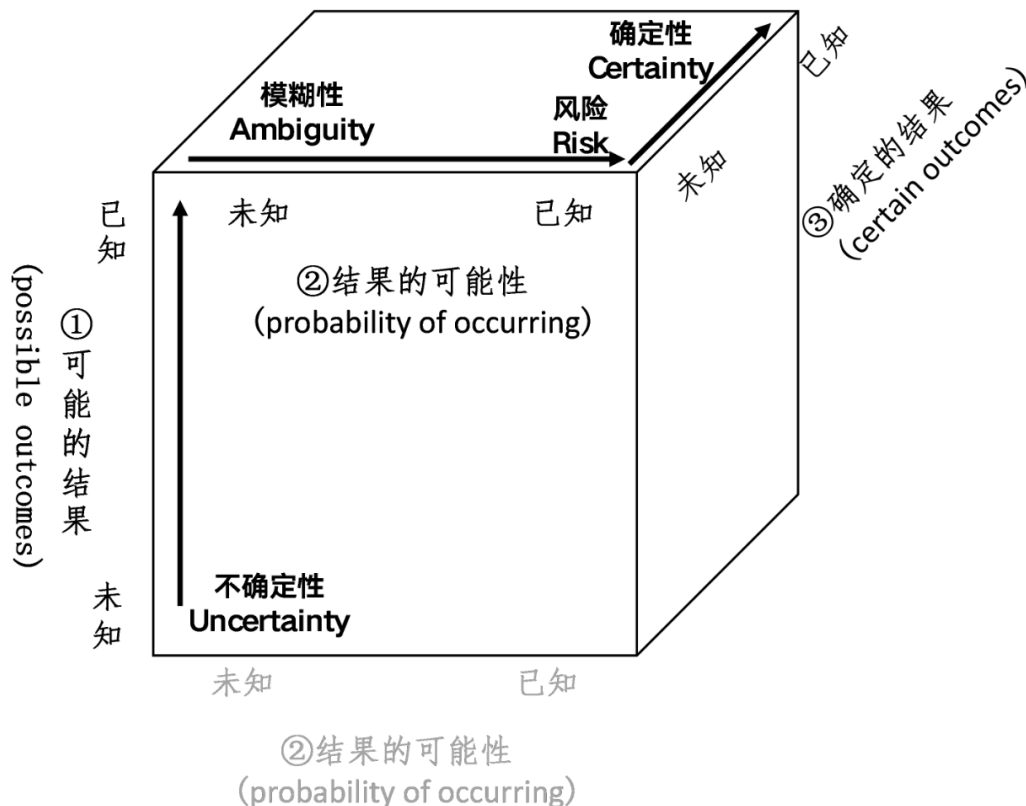 确定性
Certainty
已知
模糊性
Ambiguity
风险
Risk
未知
③确定的结果
(certain outcomes)
已知
未知
已知
②结果的可能性
(probability of occurring)
①可能的结果
(possible outcomes)
未知
不确定性
Uncertainty
未知
已知
②结果的可能性
(probability of occurring)